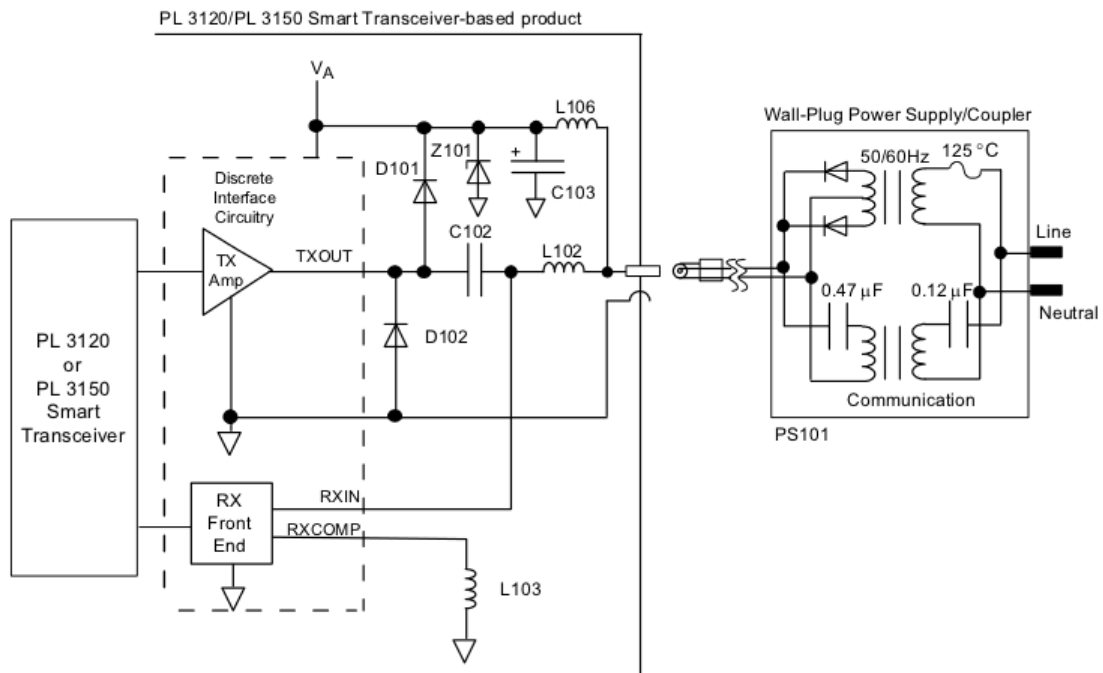 PL 3120/PL 3150 Smart Transceiver-based product
VA
L106
Wall-Plug Power Supply/Coupler
50/60Hz
125 °C
Z101
+
D101
C103
Discrete
Interface
Circuitry
C102
TX
Amp
TXOUT
L102
Line
0.47 µF
0.12 µF
Neutral
D102
PL 3120
or
PL 3150
Smart
Transceiver
Communication
PS101
RX
Front
End
RXIN
RXCOMP
L103